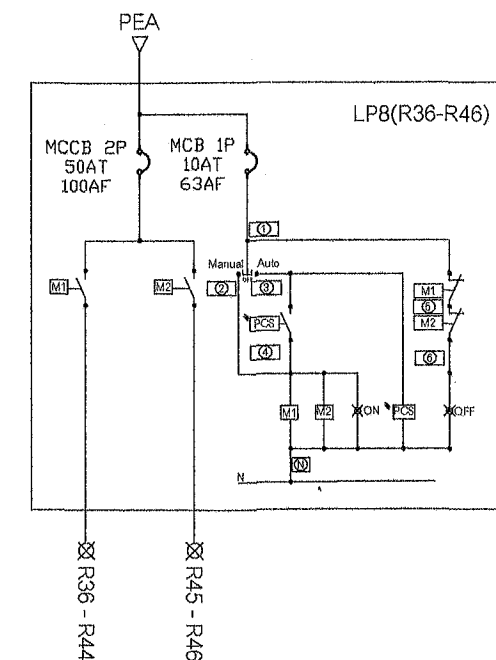 PEA
LP8(R36-R46)
MCCB 2P
50AT
100AF
MCB 1P
10AT
63AF
1
Manual
Auto
2
3
M1
M2
PCS
4
M1
5
M2
6
M1
M2
ON
PCS
OFF
N
N
R36 - R44
R45 - R46